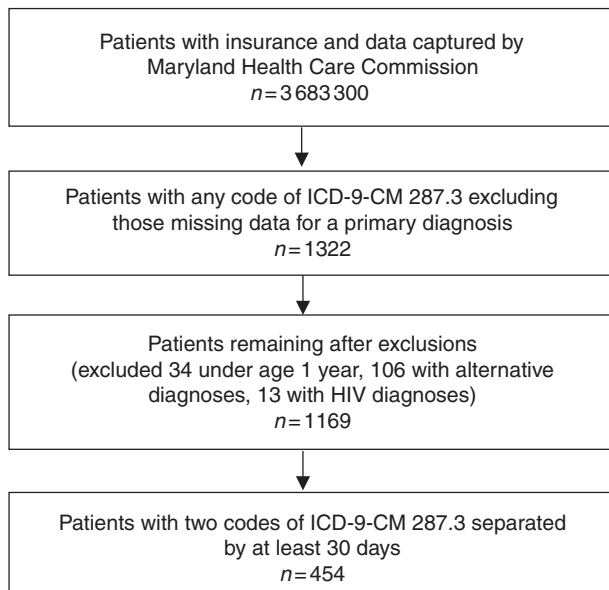 Patients with insurance and data captured by
Maryland Health Care Commission
n=3 683 300
Patients with any code of ICD-9-CM 287.3 excluding
those missing data for a primary diagnosis
n=1322
Patients remaining after exclusions
(excluded 34 under age 1 year, 106 with alternative
diagnoses, 13 with HIV diagnoses)
n=1169
Patients with two codes of ICD-9-CM 287.3 separated
by at least 30 days
n=454